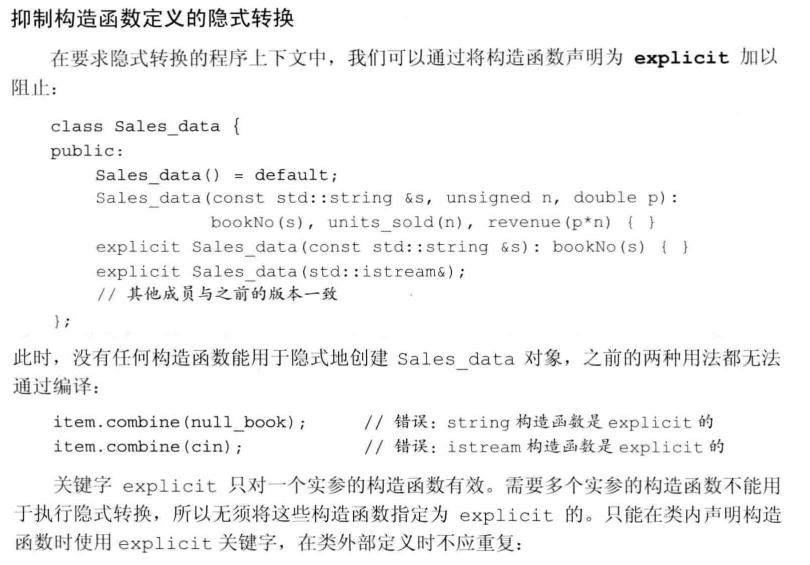 抑制构造函数定义的隐式转换
在要求隐式转换的程序上下文中，我们可以通过将构造函数声明为 explicit 加以
阻止：
class Sales_data {
public:
    Sales_data() = default;
    Sales_data(const std::string &s, unsigned n, double p):
               bookNo(s), units_sold(n), revenue(p*n) { }
    explicit Sales_data(const std::string &s): bookNo(s) { }
    explicit Sales_data(std::istream&);
    // 其他成员与之前的版本一致
};
此时，没有任何构造函数能用于隐式地创建 Sales_data 对象，之前的两种用法都无法
通过编译：
item.combine(null_book);    // 错误：string 构造函数是 explicit 的
item.combine(cin);    // 错误：istream 构造函数是 explicit 的
关键字 explicit 只对一个实参的构造函数有效。需要多个实参的构造函数不能用
于执行隐式转换，所以无须将这些构造函数指定为 explicit 的。只能在类内声明构造
函数时使用 explicit 关键字，在类外部定义时不应重复：